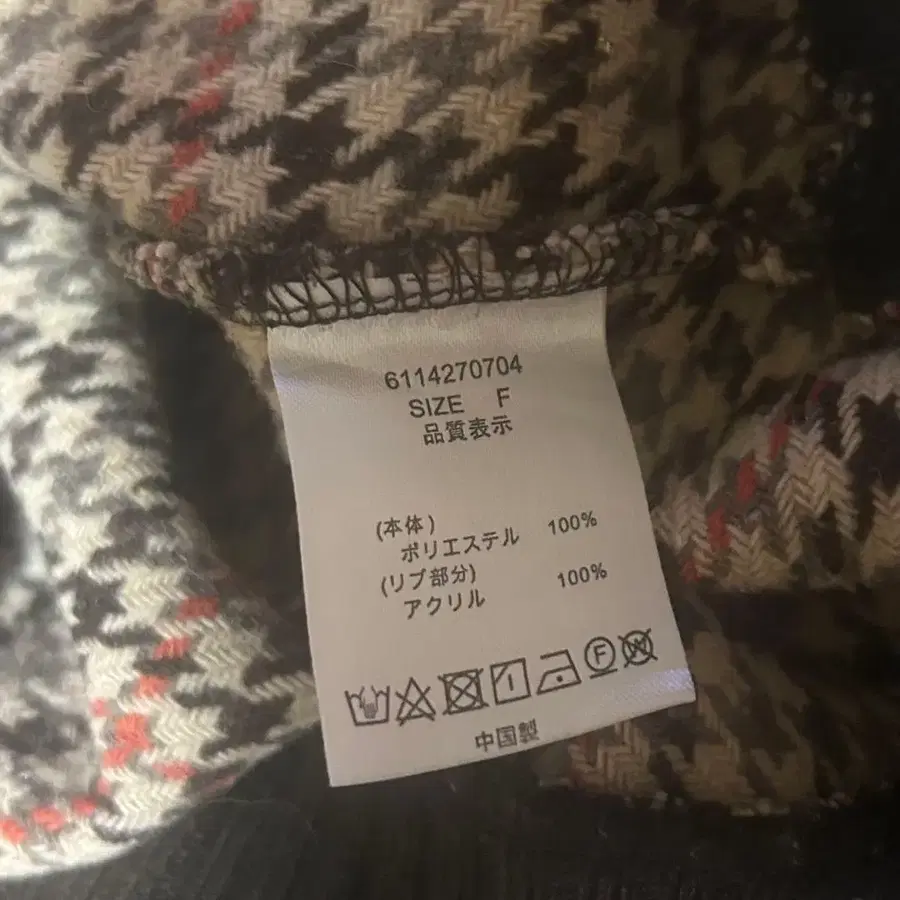 6114270704
SIZE F
品質表示
(本体)
ポリエステル 100%
(リブ部分)
アクリル 100%
F W
中国製